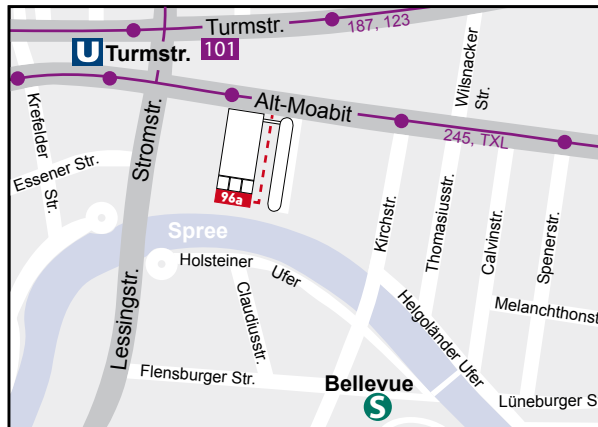 Turmstr.
187, 123
U Turmstr. 101
Alt-Moabit
245, TXL
Wilsnacker
Str.
Krefelder
Str.
Essener Str.
Stromstr.
96a
Spree
Kirchstr.
Thomasiusstr.
Calvinstr.
Spenerstr.
Holsteiner
Ufer
Claudiusstr.
Helgoländer Ufer
Melanchthonst
Lessingstr.
Flensburger Str.
Bellevue
S
Lüneburger S